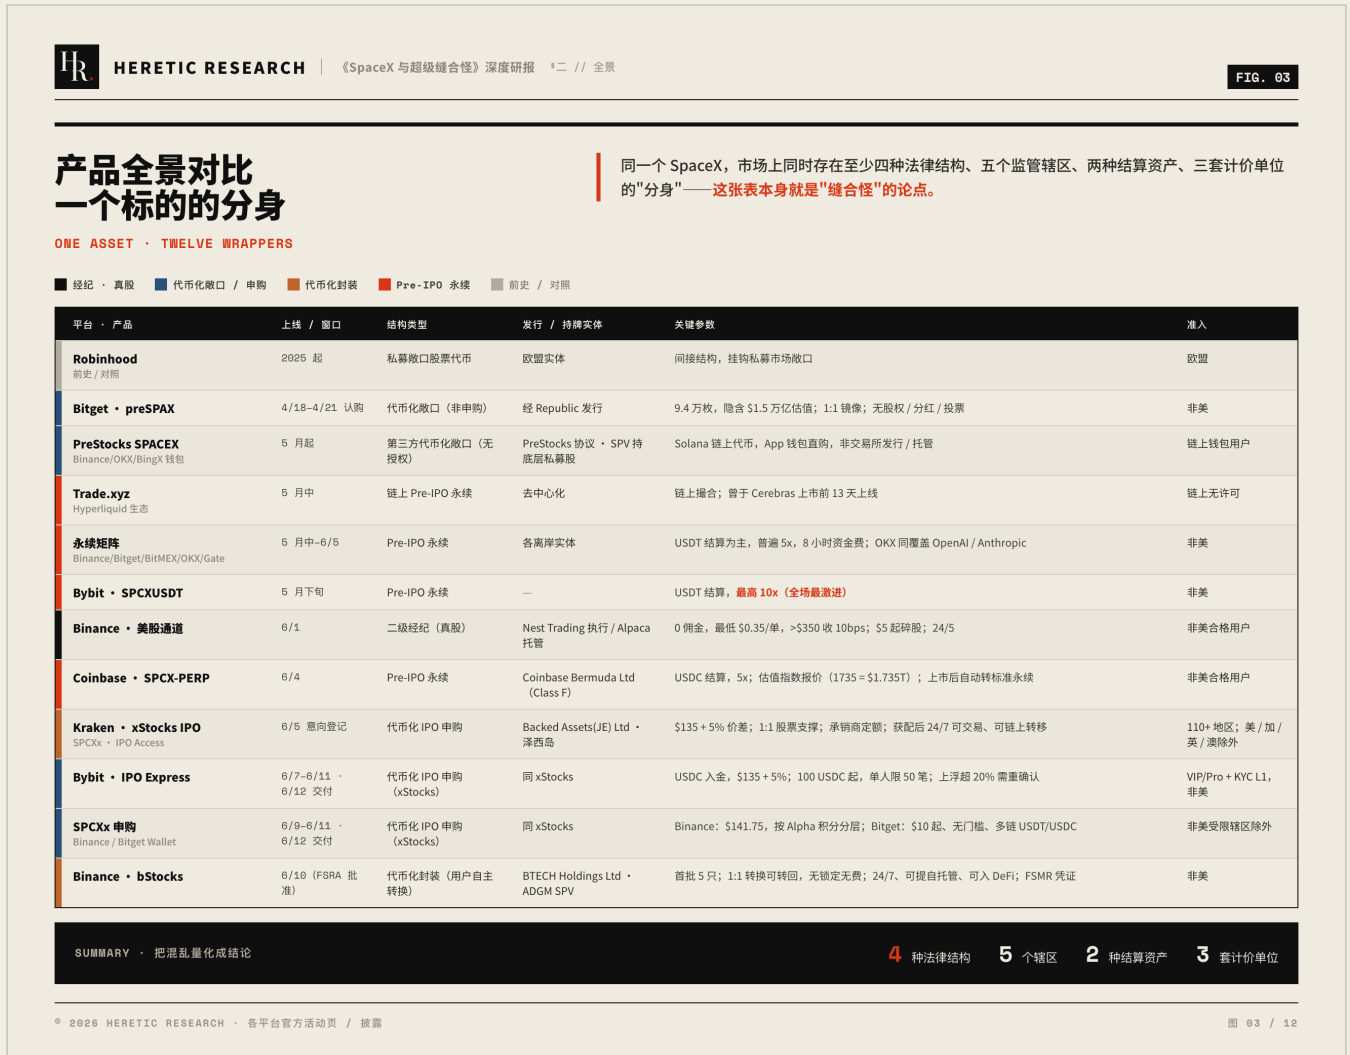 HR.
HERETIC RESEARCH
《SpaceX 与超级缝合怪》深度研报 §二 // 全景
FIG. 03
产品全景对比
一个标的的分身
ONE ASSET · TWELVE WRAPPERS
同一个 SpaceX，市场上同时存在至少四种法律结构、五个监管辖区、两种结算资产、三套计价单位
的"分身"——这张表本身就是"缝合怪"的论点。
经纪 · 真股 代币化敞口 / 申购 代币化封装 Pre-IPO 永续 前史 / 对照
平台 · 产品 上线 / 窗口 结构类型 发行 / 持牌实体 关键参数 准入
Robinhood 2025 起 私募敞口股票代币 欧盟实体 间接结构，挂钩私募市场敞口 欧盟
前史 / 对照
Bitget · preSPAX 4/18–4/21 认购 代币化敞口（非申购） 经 Republic 发行 9.4 万枚，隐含 $1.5 万亿估值；1:1 镜像；无股权 / 分红 / 投票 非美
PreStocks SPACEX 5 月起 第三方代币化敞口（无 PreStocks 协议 · SPV 持 Solana 链上代币，App 钱包直购，非交易所发行 / 托管 链上钱包用户
Binance/OKX/BingX 钱包 授权） 底层私募股
Trade.xyz 5 月中 链上 Pre-IPO 永续 去中心化 链上撮合；曾于 Cerebras 上市前 13 天上线 链上无许可
Hyperliquid 生态
永续矩阵 5 月中–6/5 Pre-IPO 永续 各离岸实体 USDT 结算为主，普遍 5x，8 小时资金费；OKX 同覆盖 OpenAI / Anthropic 非美
Binance/Bitget/BitMEX/OKX/Gate
Bybit · SPCXUSDT 5 月下旬 Pre-IPO 永续 — USDT 结算，最高 10x（全场最激进） 非美
Binance · 美股通道 6/1 二级经纪（真股） Nest Trading 执行 / Alpaca 0 佣金，最低 $0.35/单，>$350 收 10bps；$5 起碎股；24/5 非美合格用户
托管
Coinbase · SPCX-PERP 6/4 Pre-IPO 永续 Coinbase Bermuda Ltd USDC 结算，5x；估值指数报价（1735 = $1.735T）；上市后自动转标准永续 非美合格用户
（Class F）
Kraken · xStocks IPO 6/5 意向登记 代币化 IPO 申购 Backed Assets(JE) Ltd · $135 + 5% 价差；1:1 股票支撑；承销商定额；获配后 24/7 可交易、可链上转移 110+ 地区；美 / 加 /
SPCXx · IPO Access 泽西岛 英 / 澳除外
Bybit · IPO Express 6/7–6/11 · 代币化 IPO 申购 同 xStocks USDC 入金，$135 + 5%；100 USDC 起，单人限 50 笔；上浮超 20% 需重确认 VIP/Pro + KYC L1，
6/12 交付 （xStocks） 非美
SPCXx 申购 6/9–6/11 · 代币化 IPO 申购 同 xStocks Binance：$141.75，按 Alpha 积分分层；Bitget：$10 起、无门槛、多链 USDT/USDC 非美受限辖区除外
Binance / Bitget Wallet 6/12 交付 （xStocks）
Binance · bStocks 6/10（FSRA 批 代币化封装（用户自主 BTECH Holdings Ltd · 首批 5 只；1:1 转换可转回，无锁定无费；24/7、可提自托管、可入 DeFi；FSMR 凭证 非美
准） 转换） ADGM SPV
SUMMARY · 把混乱量化成结论 4 种法律结构 5 个辖区 2 种结算资产 3 套计价单位
© 2026 HERETIC RESEARCH · 各平台官方活动页 / 披露 图 03 / 12